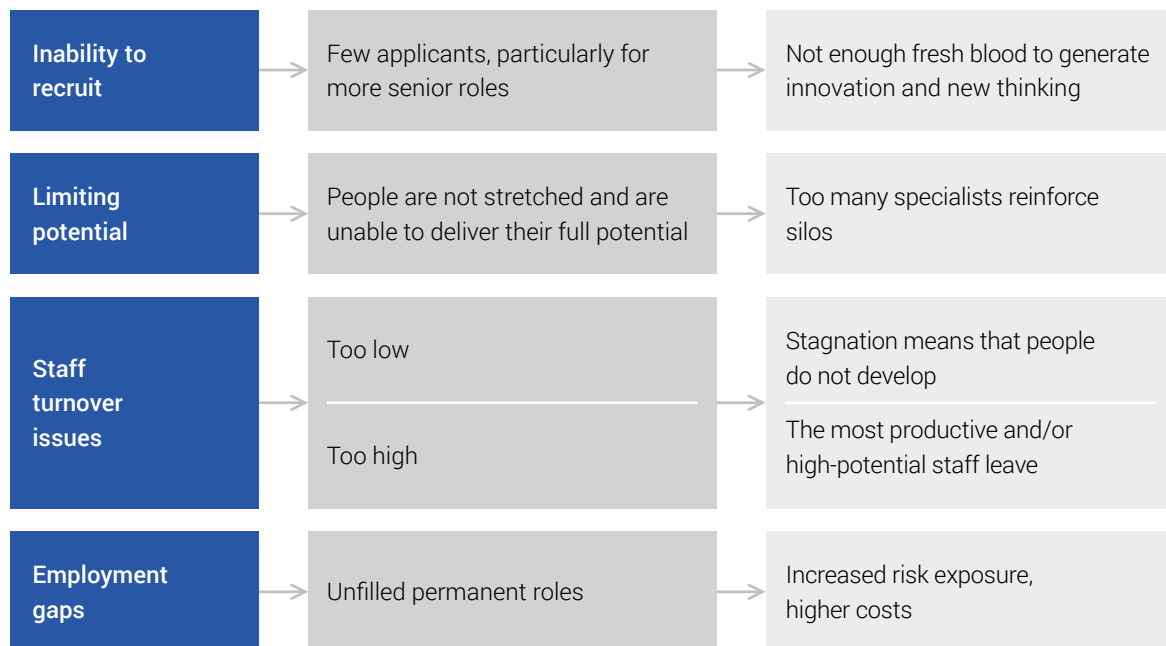 Inability to
recruit
Few applicants, particularly for
more senior roles
Not enough fresh blood to generate
innovation and new thinking
Limiting
potential
People are not stretched and are
unable to deliver their full potential
Too many specialists reinforce
silos
Staff
turnover
issues
Too low
Stagnation means that people
do not develop
Too high
The most productive and/or
high-potential staff leave
Employment
gaps
Unfilled permanent roles
Increased risk exposure,
higher costs